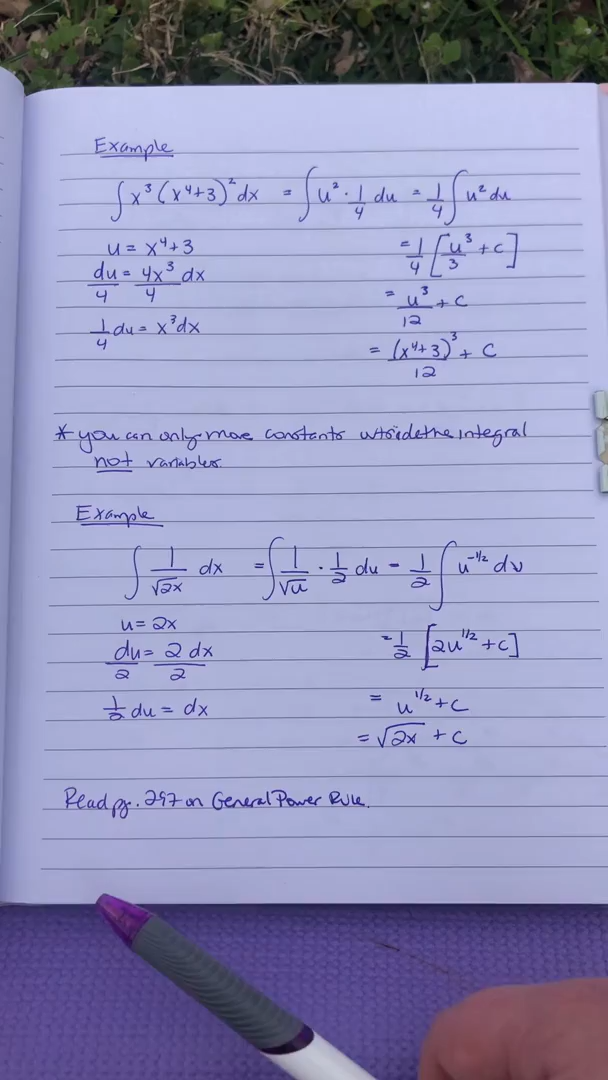 Example
∫x³(x⁴+3)²dx = ∫u²·1/4 du = 1/4∫u²du
u = x⁴+3
= 1/4[u³/3 + c]
du/4 = 4x³/4 dx
= u³/12 + c
1/4 du = x³dx
= (x⁴+3)³/12 + C
* you can only move constants outside the integral
not variables.
Example
∫ 1/√2x dx = ∫ 1/√u · 1/2 du = 1/2 ∫ u^-1/2 du
u = 2x
= 1/2 [2u^1/2 + c]
du/2 = 2 dx/2
1/2 du = dx
= u^1/2 + c
= √2x + c
Read pg. 297 on General Power Rule.